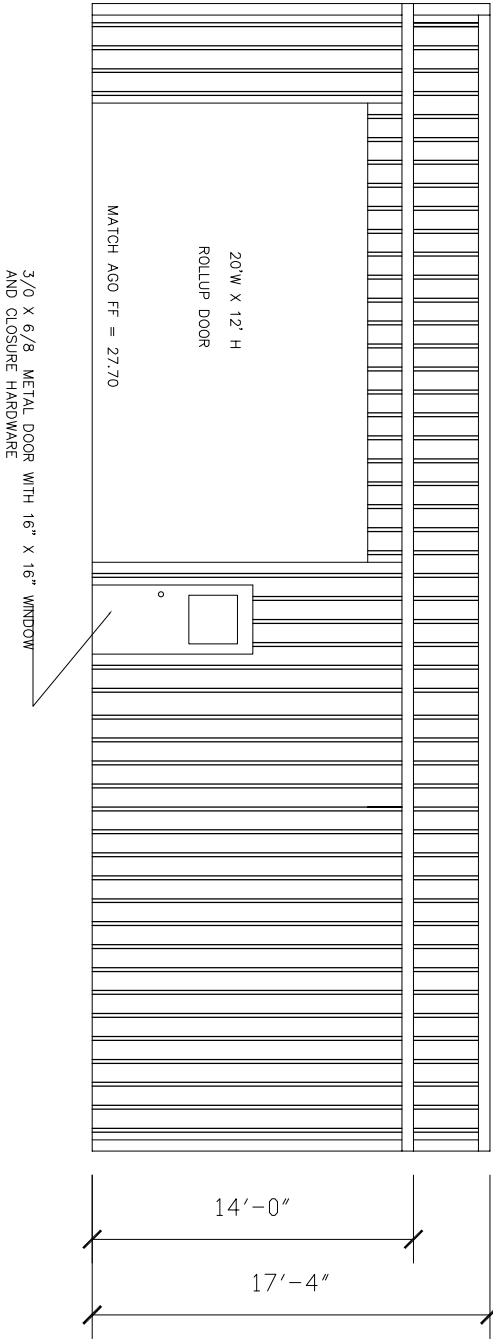 20'W X 12' H
ROLLUP DOOR
MATCH AGO FF = 27.70
3/0 X 6/8 METAL DOOR WITH 16" X 16" WINDOW
AND CLOSURE HARDWARE
14'-0"
17'-4"